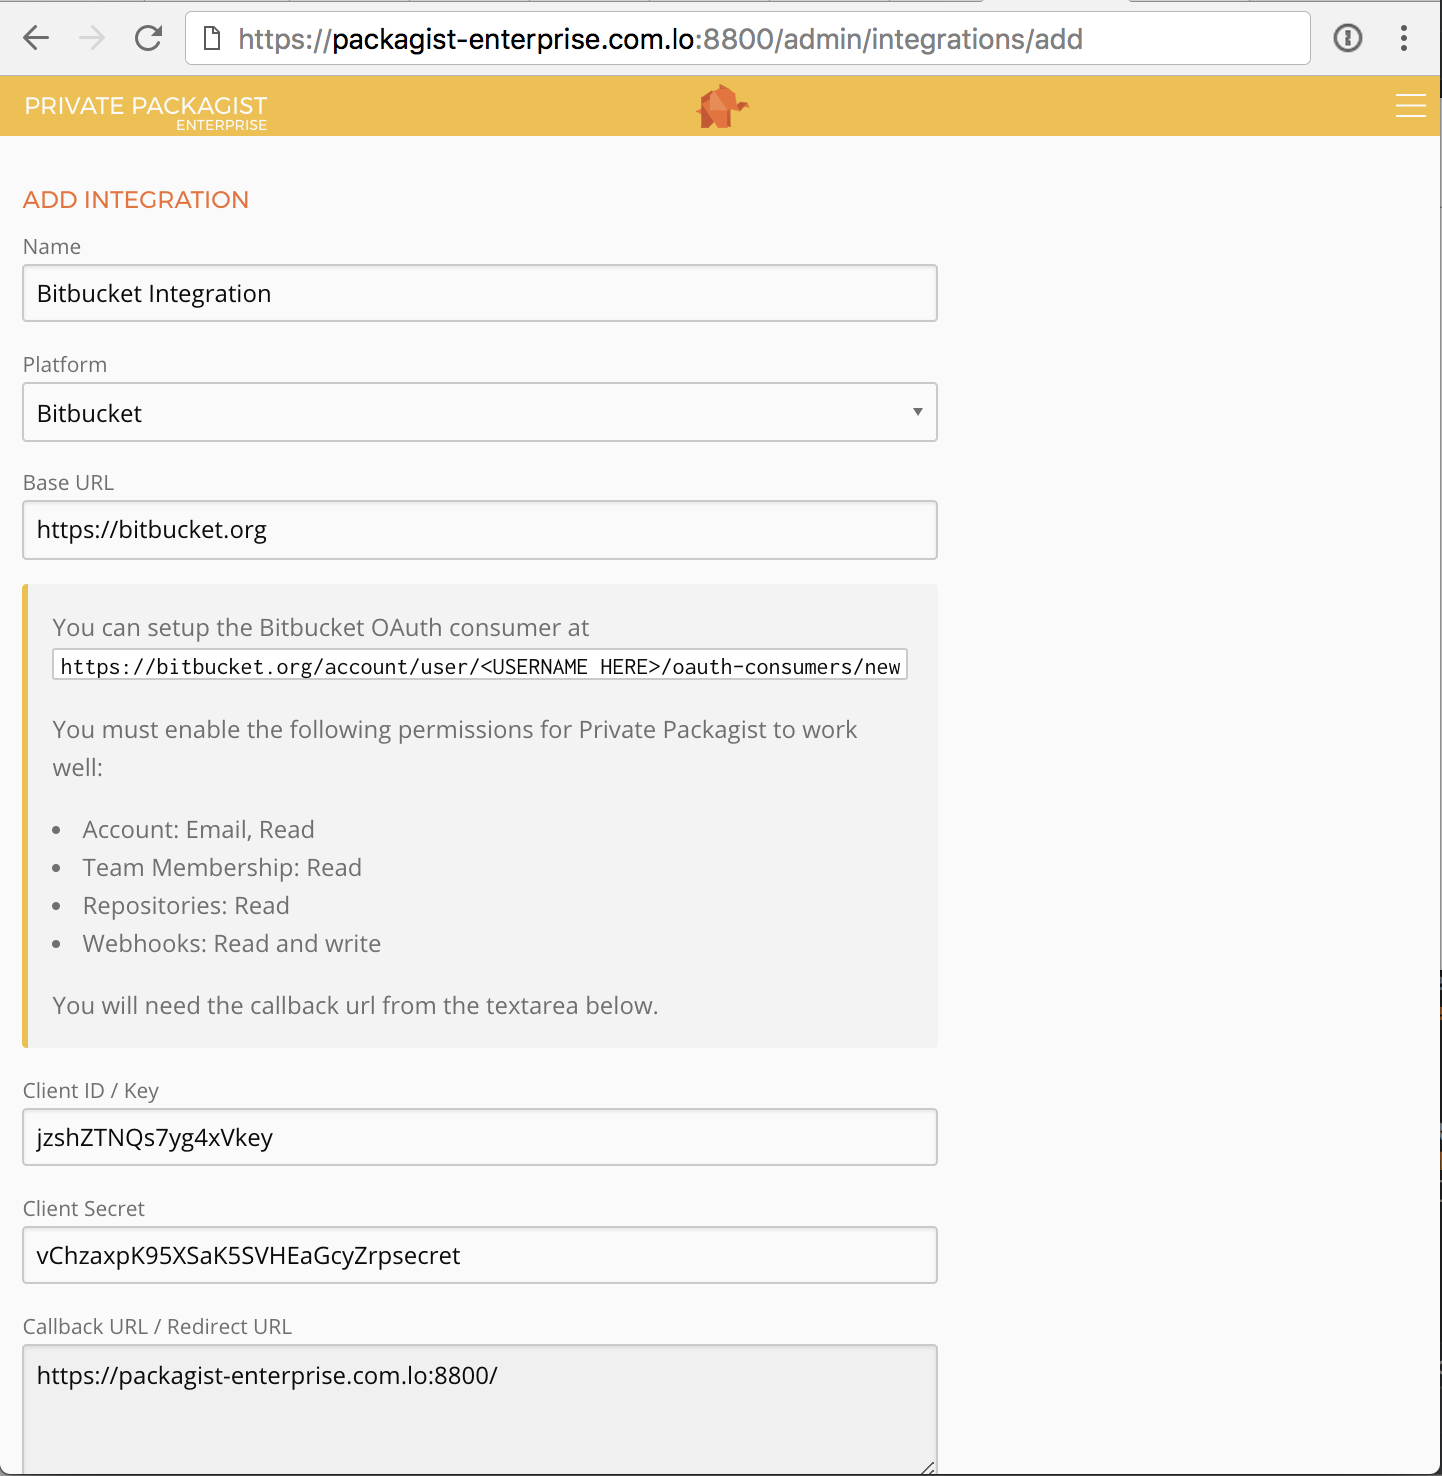 https://packagist-enterprise.com.lo:8800/admin/integrations/add
PRIVATE PACKAGIST
ENTERPRISE
ADD INTEGRATION
Name
Bitbucket Integration
Platform
Bitbucket
Base URL
https://bitbucket.org
You can setup the Bitbucket OAuth consumer at
https://bitbucket.org/account/user/<USERNAME HERE>/oauth-consumers/new
You must enable the following permissions for Private Packagist to work
well:
• Account: Email, Read
• Team Membership: Read
• Repositories: Read
• Webhooks: Read and write
You will need the callback url from the textarea below.
Client ID / Key
jzshZTNQs7yg4xVkey
Client Secret
vChzaxpK95XSaK5SVHEaGcyZrpsecret
Callback URL / Redirect URL
https://packagist-enterprise.com.lo:8800/